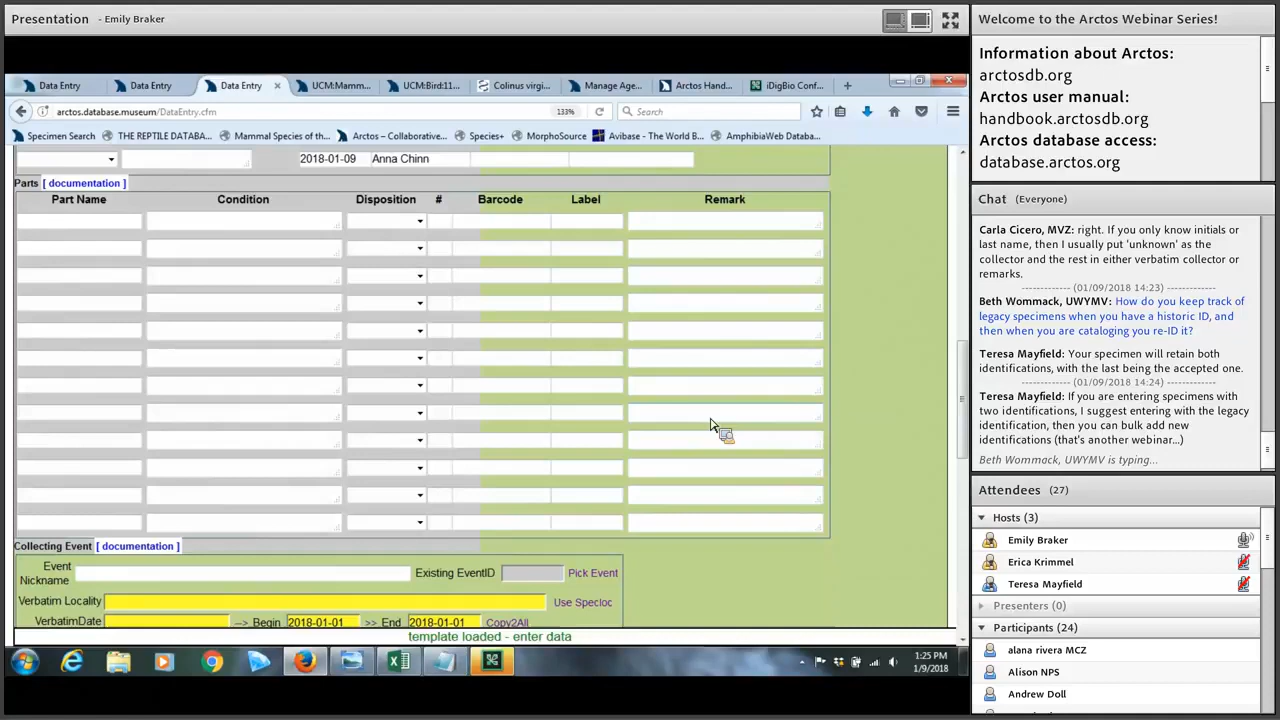 Presentation - Emily Braker
Data Entry
Data Entry
Data Entry
UCM:Mamm...
UCM:Bird:11...
Colinus virgi...
Manage Age...
Arctos Hand...
iDigBio Conf...
arctos.database.museum/DataEntry.cfm
133%
Search
Specimen Search
THE REPTILE DATABA...
Mammal Species of th...
Arctos – Collaborative...
Species+
MorphoSource
Avibase - The World B...
AmphibiaWeb Databa...
2018-01-09 Anna Chinn
Parts [ documentation ]
Part Name Condition Disposition # Barcode Label Remark
Collecting Event [ documentation ]
Event Nickname
Existing EventID
Pick Event
Verbatim Locality
Use Specloc
VerbatimDate
--> Begin 2018-01-01 >> End 2018-01-01 Copy2All
template loaded - enter data
1:25 PM
1/9/2018
Welcome to the Arctos Webinar Series!
Information about Arctos:
arctosdb.org
Arctos user manual:
handbook.arctosdb.org
Arctos database access:
database.arctos.org
Chat (Everyone)
Carla Cicero, MVZ: right. If you only know initials or
last name, then I usually put 'unknown' as the
collector and the rest in either verbatim collector or
remarks.
------------- (01/09/2018 14:23) -------------
Beth Wommack, UWYMV: How do you keep track of
legacy specimens when you have a historic ID, and
then when you are cataloging you re-ID it?
Teresa Mayfield: Your specimen will retain both
identifications, with the last being the accepted one.
------------- (01/09/2018 14:24) -------------
Teresa Mayfield: If you are entering specimens with
two identifications, I suggest entering with the legacy
identification, then you can bulk add new
identifications (that's another webinar...)
Beth Wommack, UWYMV is typing...
Attendees (27)
Hosts (3)
Emily Braker
Erica Krimmel
Teresa Mayfield
Presenters (0)
Participants (24)
alana rivera MCZ
Alison NPS
Andrew Doll